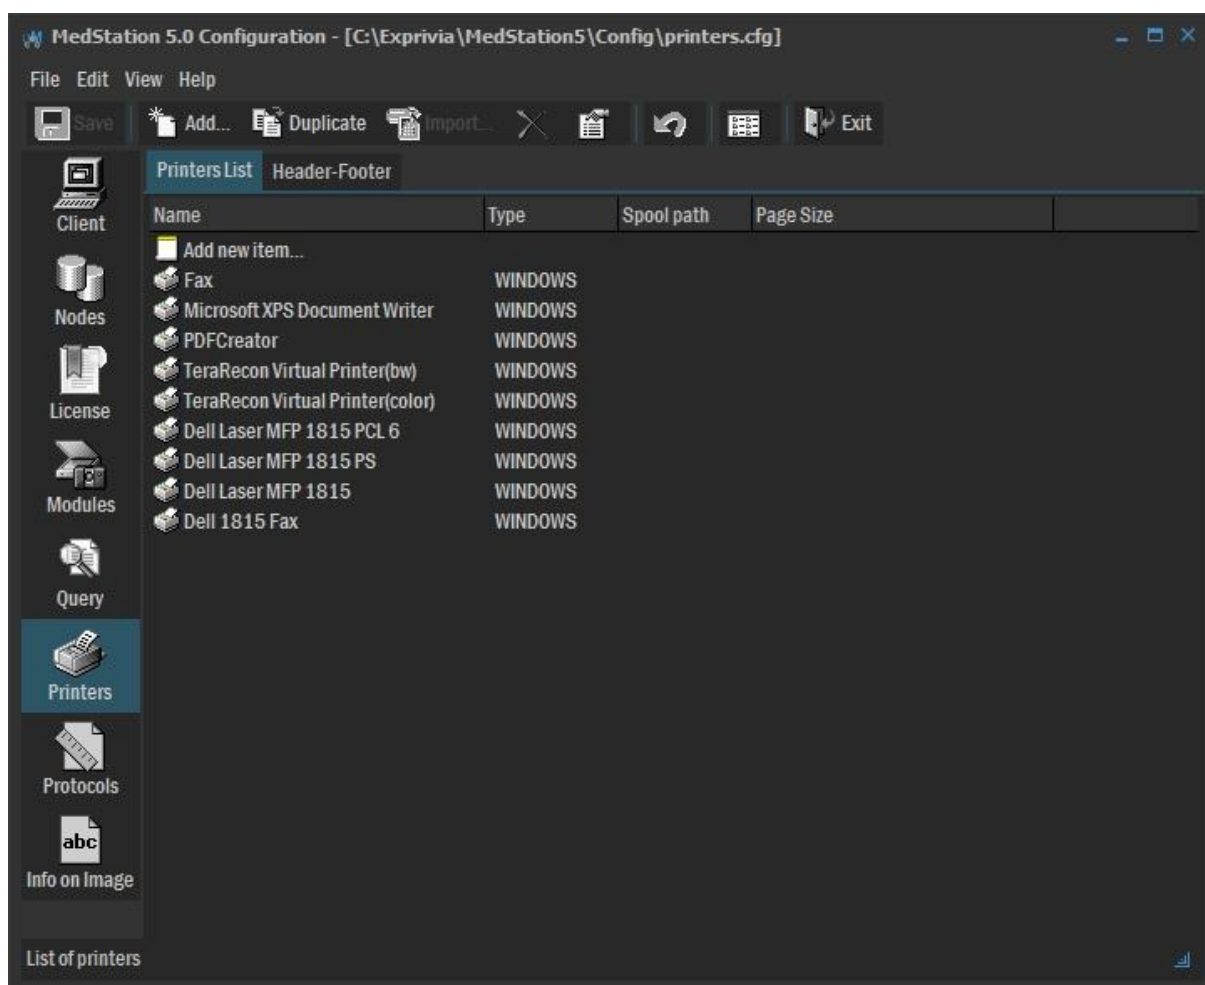 MedStation 5.0 Configuration - [C:\Exprivia\MedStation5\Config\printers.cfg]
File Edit View Help
Save Add... Duplicate Import... Exit
Printers List Header-Footer
Name Type Spool path Page Size
Add new item...
Fax WINDOWS
Microsoft XPS Document Writer WINDOWS
PDFCreator WINDOWS
TeraRecon Virtual Printer(bw) WINDOWS
TeraRecon Virtual Printer(color) WINDOWS
Dell Laser MFP 1815 PCL 6 WINDOWS
Dell Laser MFP 1815 PS WINDOWS
Dell Laser MFP 1815 WINDOWS
Dell 1815 Fax WINDOWS
Client
Nodes
License
Modules
Query
Printers
Protocols
abc
Info on Image
List of printers